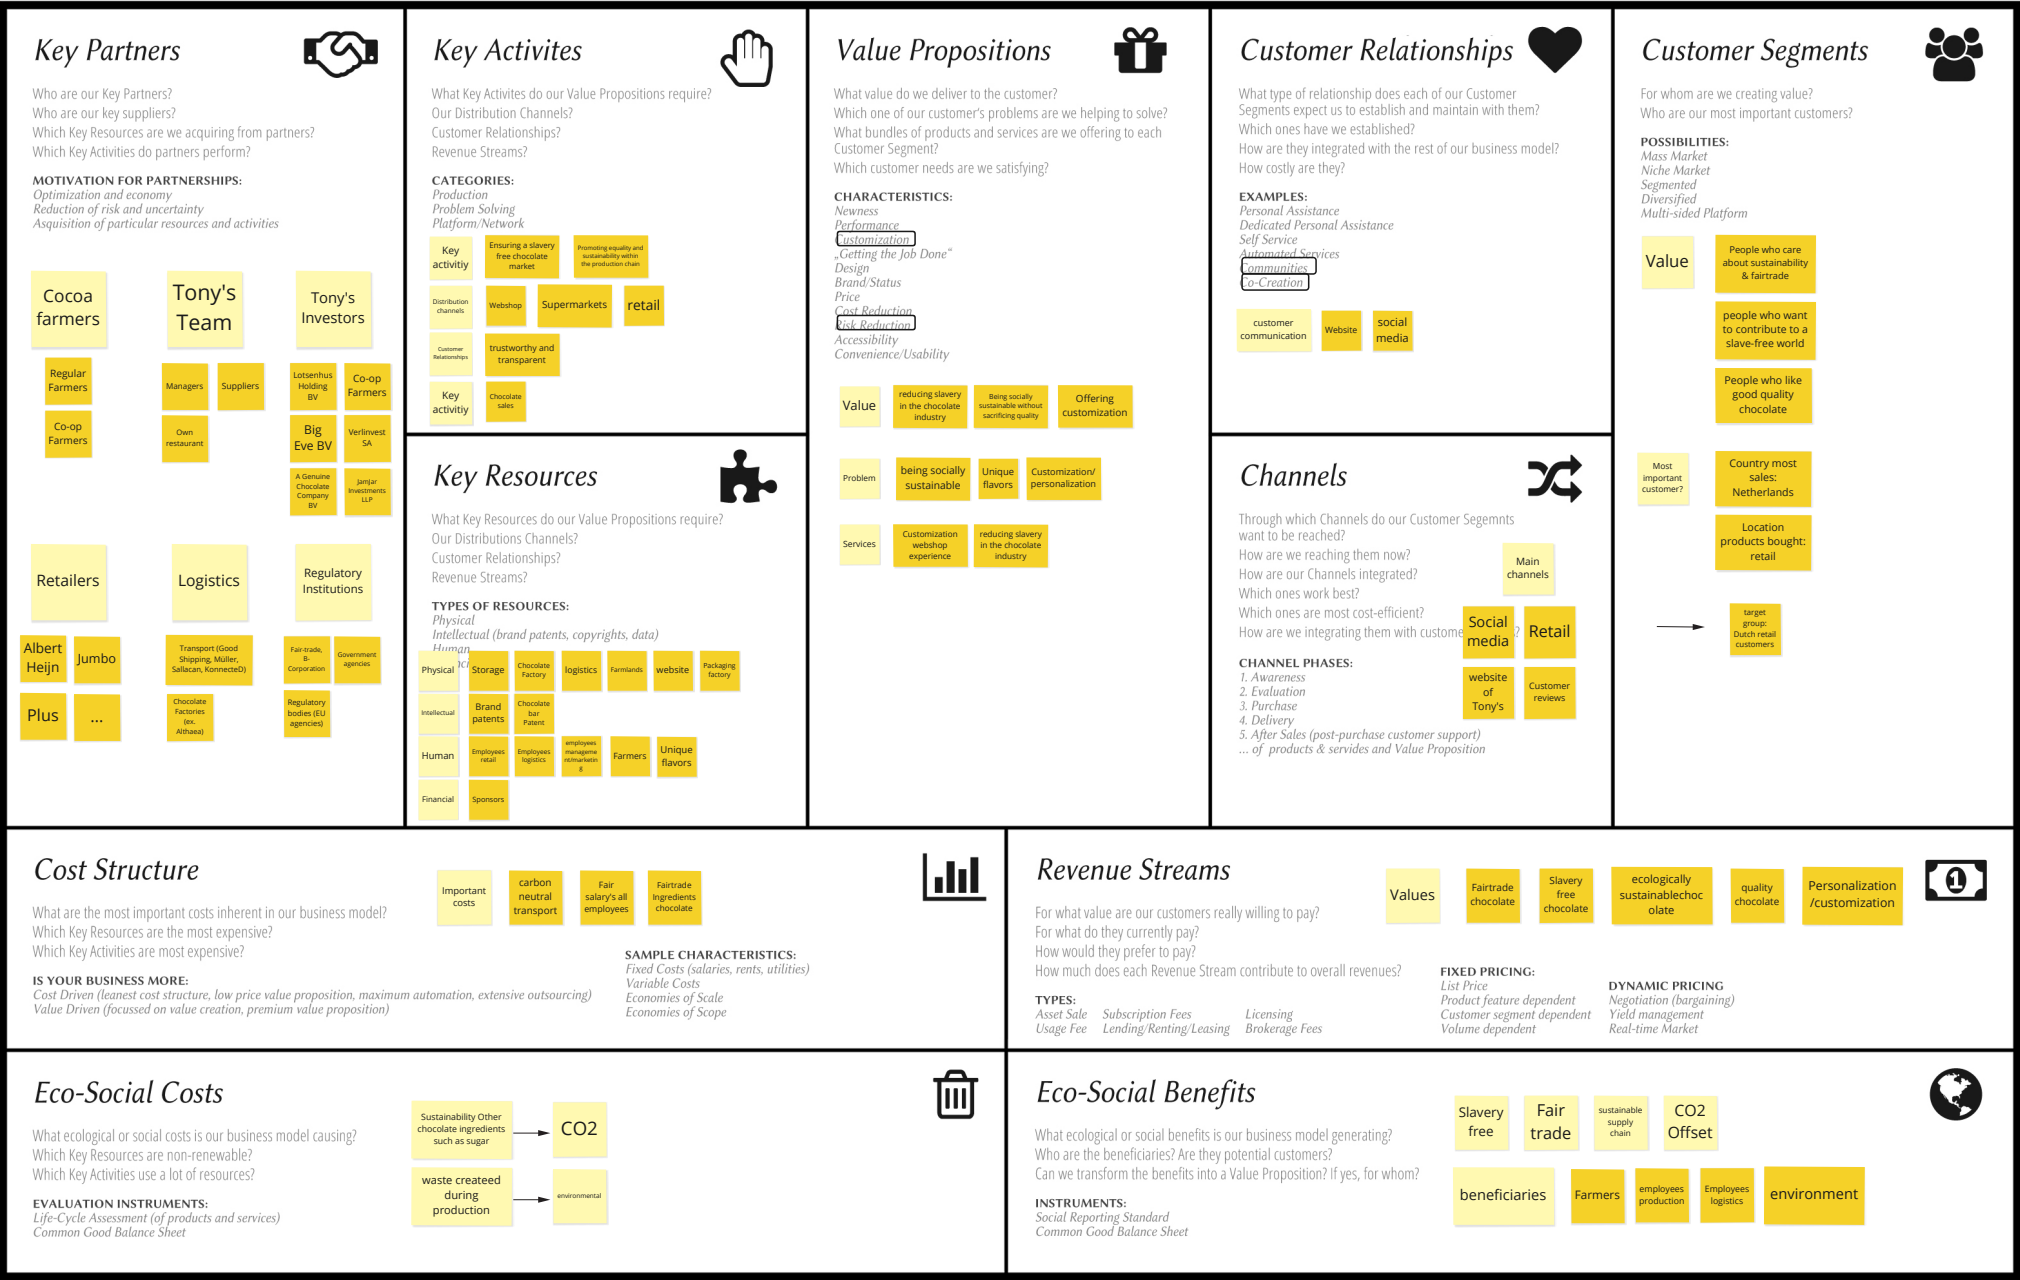 Key Partners
Who are our Key Partners?
Who are our key suppliers?
Which Key Resources are we acquiring from partners?
Which Key Activities do partners perform?
MOTIVATION FOR PARTNERSHIPS:
Optimization and economy
Reduction of risk and uncertainty
Asquisition of particular resources and activities
Cocoa
farmers
Tony's
Team
Tony's
Investors
Regular
Farmers
Co-op
Farmers
Managers
Suppliers
Own
restaurant
Lotsenhus
Holding
BV
Co-op
Farmers
Big
Eve BV
Verlinvest
SA
A Genuine
Chocolate
Company
BV
Jamjar
Investments
LLP
Retailers
Logistics
Regulatory
Institutions
Albert
Heijn
Jumbo
Plus
...
Transport (Good
Shipping, Müller,
Sallacan, KonnecteD)
Chocolate
Factories
(ex.
Althaea)
Fair-trade,
B-
Corporation
Government
agencies
Regulatory
bodies (EU
agencies)
Key Activites
What Key Activites do our Value Propositions require?
Our Distribution Channels?
Customer Relationships?
Revenue Streams?
CATEGORIES:
Production
Problem Solving
Platform/Network
Key
activitiy
Ensuring a slavery
free chocolate
market
Promoting equality and
sustainability within
the production chain
Distribution
channels
Webshop
Supermarkets
retail
Customer
Relationships
trustworthy and
transparent
Key
activitiy
Chocolate
sales
Key Resources
What Key Resources do our Value Propositions require?
Our Distributions Channels?
Customer Relationships?
Revenue Streams?
TYPES OF RESOURCES:
Physical
Intellectual (brand patents, copyrights, data)
Human
Physical
Storage
Chocolate
Factory
logistics
Farmlands
website
Packaging
factory
Intellectual
Brand
patents
Chocolate
bar
Patent
Human
Employees
retail
Employees
logistics
employees
manageme
nt/marketin
g
Farmers
Unique
flavors
Financial
Sponsors
Value Propositions
What value do we deliver to the customer?
Which one of our customer's problems are we helping to solve?
What bundles of products and services are we offering to each
Customer Segment?
Which customer needs are we satisfying?
CHARACTERISTICS:
Newness
Performance
Customization
„Getting the Job Done“
Design
Brand/Status
Price
Cost Reduction
Risk Reduction
Accessibility
Convenience/Usability
Value
reducing slavery
in the chocolate
industry
Being socially
sustainable without
sacrificing quality
Offering
customization
Problem
being socially
sustainable
Unique
flavors
Customization/
personalization
Services
Customization
webshop
experience
reducing slavery
in the chocolate
industry
Customer Relationships
What type of relationship does each of our Customer
Segments expect us to establish and maintain with them?
Which ones have we established?
How are they integrated with the rest of our business model?
How costly are they?
EXAMPLES:
Personal Assistance
Dedicated Personal Assistance
Self Service
Automated Services
Communities
Co-Creation
customer
communication
Website
social
media
Channels
Through which Channels do our Customer Segemnts
want to be reached?
How are we reaching them now?
How are our Channels integrated?
Which ones work best?
Which ones are most cost-efficient?
How are we integrating them with custome ?
CHANNEL PHASES:
1. Awareness
2. Evaluation
3. Purchase
4. Delivery
5. After Sales (post-purchase customer support)
... of products & servides and Value Proposition
Main
channels
Social
media
Retail
website
of
Tony's
Customer
reviews
Customer Segments
For whom are we creating value?
Who are our most important customers?
POSSIBILITIES:
Mass Market
Niche Market
Segmented
Diversified
Multi-sided Platform
Value
People who care
about sustainability
& fairtrade
people who want
to contribute to a
slave-free world
People who like
good quality
chocolate
Most
important
customer?
Country most
sales:
Netherlands
Location
products bought:
retail
target
group:
Dutch retail
customers
Cost Structure
What are the most important costs inherent in our business model?
Which Key Resources are the most expensive?
Which Key Activities are most expensive?
IS YOUR BUSINESS MORE:
Cost Driven (leanest cost structure, low price value proposition, maximum automation, extensive outsourcing)
Value Driven (focussed on value creation, premium value proposition)
Important
costs
carbon
neutral
transport
Fair
salary's all
employees
Fairtrade
Ingredients
chocolate
SAMPLE CHARACTERISTICS:
Fixed Costs (salaries, rents, utilities)
Variable Costs
Economies of Scale
Economies of Scope
Revenue Streams
For what value are our customers really willing to pay?
For what do they currently pay?
How would they prefer to pay?
How much does each Revenue Stream contribute to overall revenues?
TYPES:
Asset Sale Subscription Fees Licensing
Usage Fee Lending/Renting/Leasing Brokerage Fees
Values
Fairtrade
chocolate
Slavery
free
chocolate
ecologically
sustainablechoc
olate
quality
chocolate
Personalization
/customization
1
FIXED PRICING:
List Price
Product feature dependent
Customer segment dependent
Volume dependent
DYNAMIC PRICING
Negotiation (bargaining)
Yield management
Real-time Market
Eco-Social Costs
What ecological or social costs is our business model causing?
Which Key Resources are non-renewable?
Which Key Activities use a lot of resources?
EVALUATION INSTRUMENTS:
Life-Cycle Assessment (of products and services)
Common Good Balance Sheet
Sustainability Other
chocolate ingredients
such as sugar
CO2
waste createed
during
production
environmental
Eco-Social Benefits
What ecological or social benefits is our business model generating?
Who are the beneficiaries? Are they potential customers?
Can we transform the benefits into a Value Proposition? If yes, for whom?
INSTRUMENTS:
Social Reporting Standard
Common Good Balance Sheet
Slavery
free
Fair
trade
sustainable
supply
chain
CO2
Offset
beneficiaries
Farmers
employees
production
Employees
logistics
environment